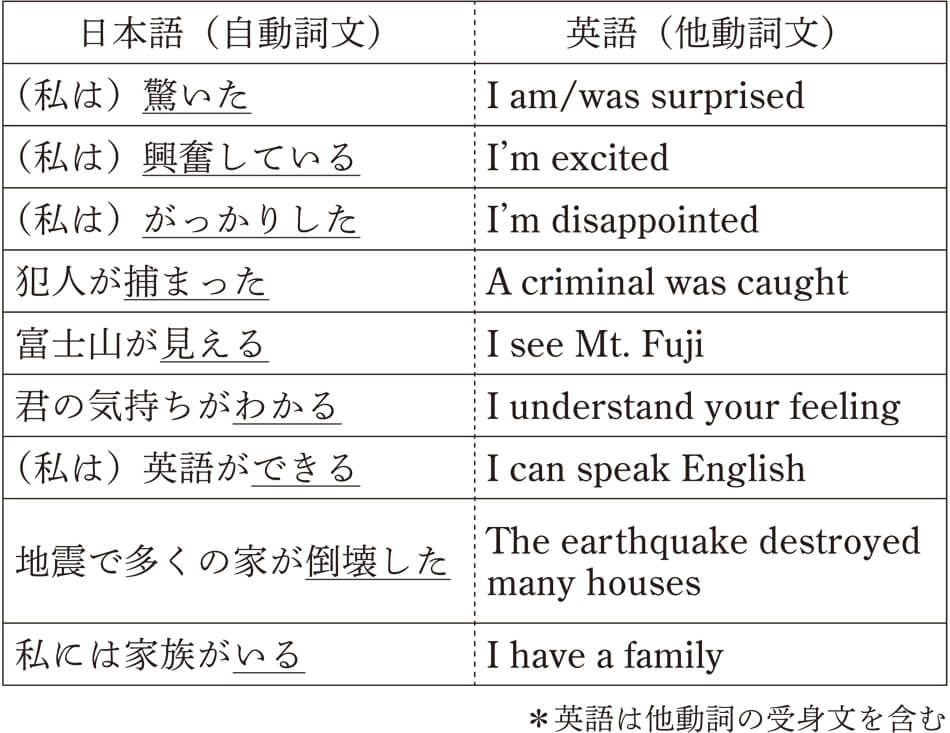 日本語（自動詞文） 英語（他動詞文）
（私は）驚いた I am/was surprised
（私は）興奮している I’m excited
（私は）がっかりした I’m disappointed
犯人が捕まった A criminal was caught
富士山が見える I see Mt. Fuji
君の気持ちがわかる I understand your feeling
（私は）英語ができる I can speak English
地震で多くの家が倒壊した The earthquake destroyed
many houses
私には家族がいる I have a family
＊英語は他動詞の受身文を含む